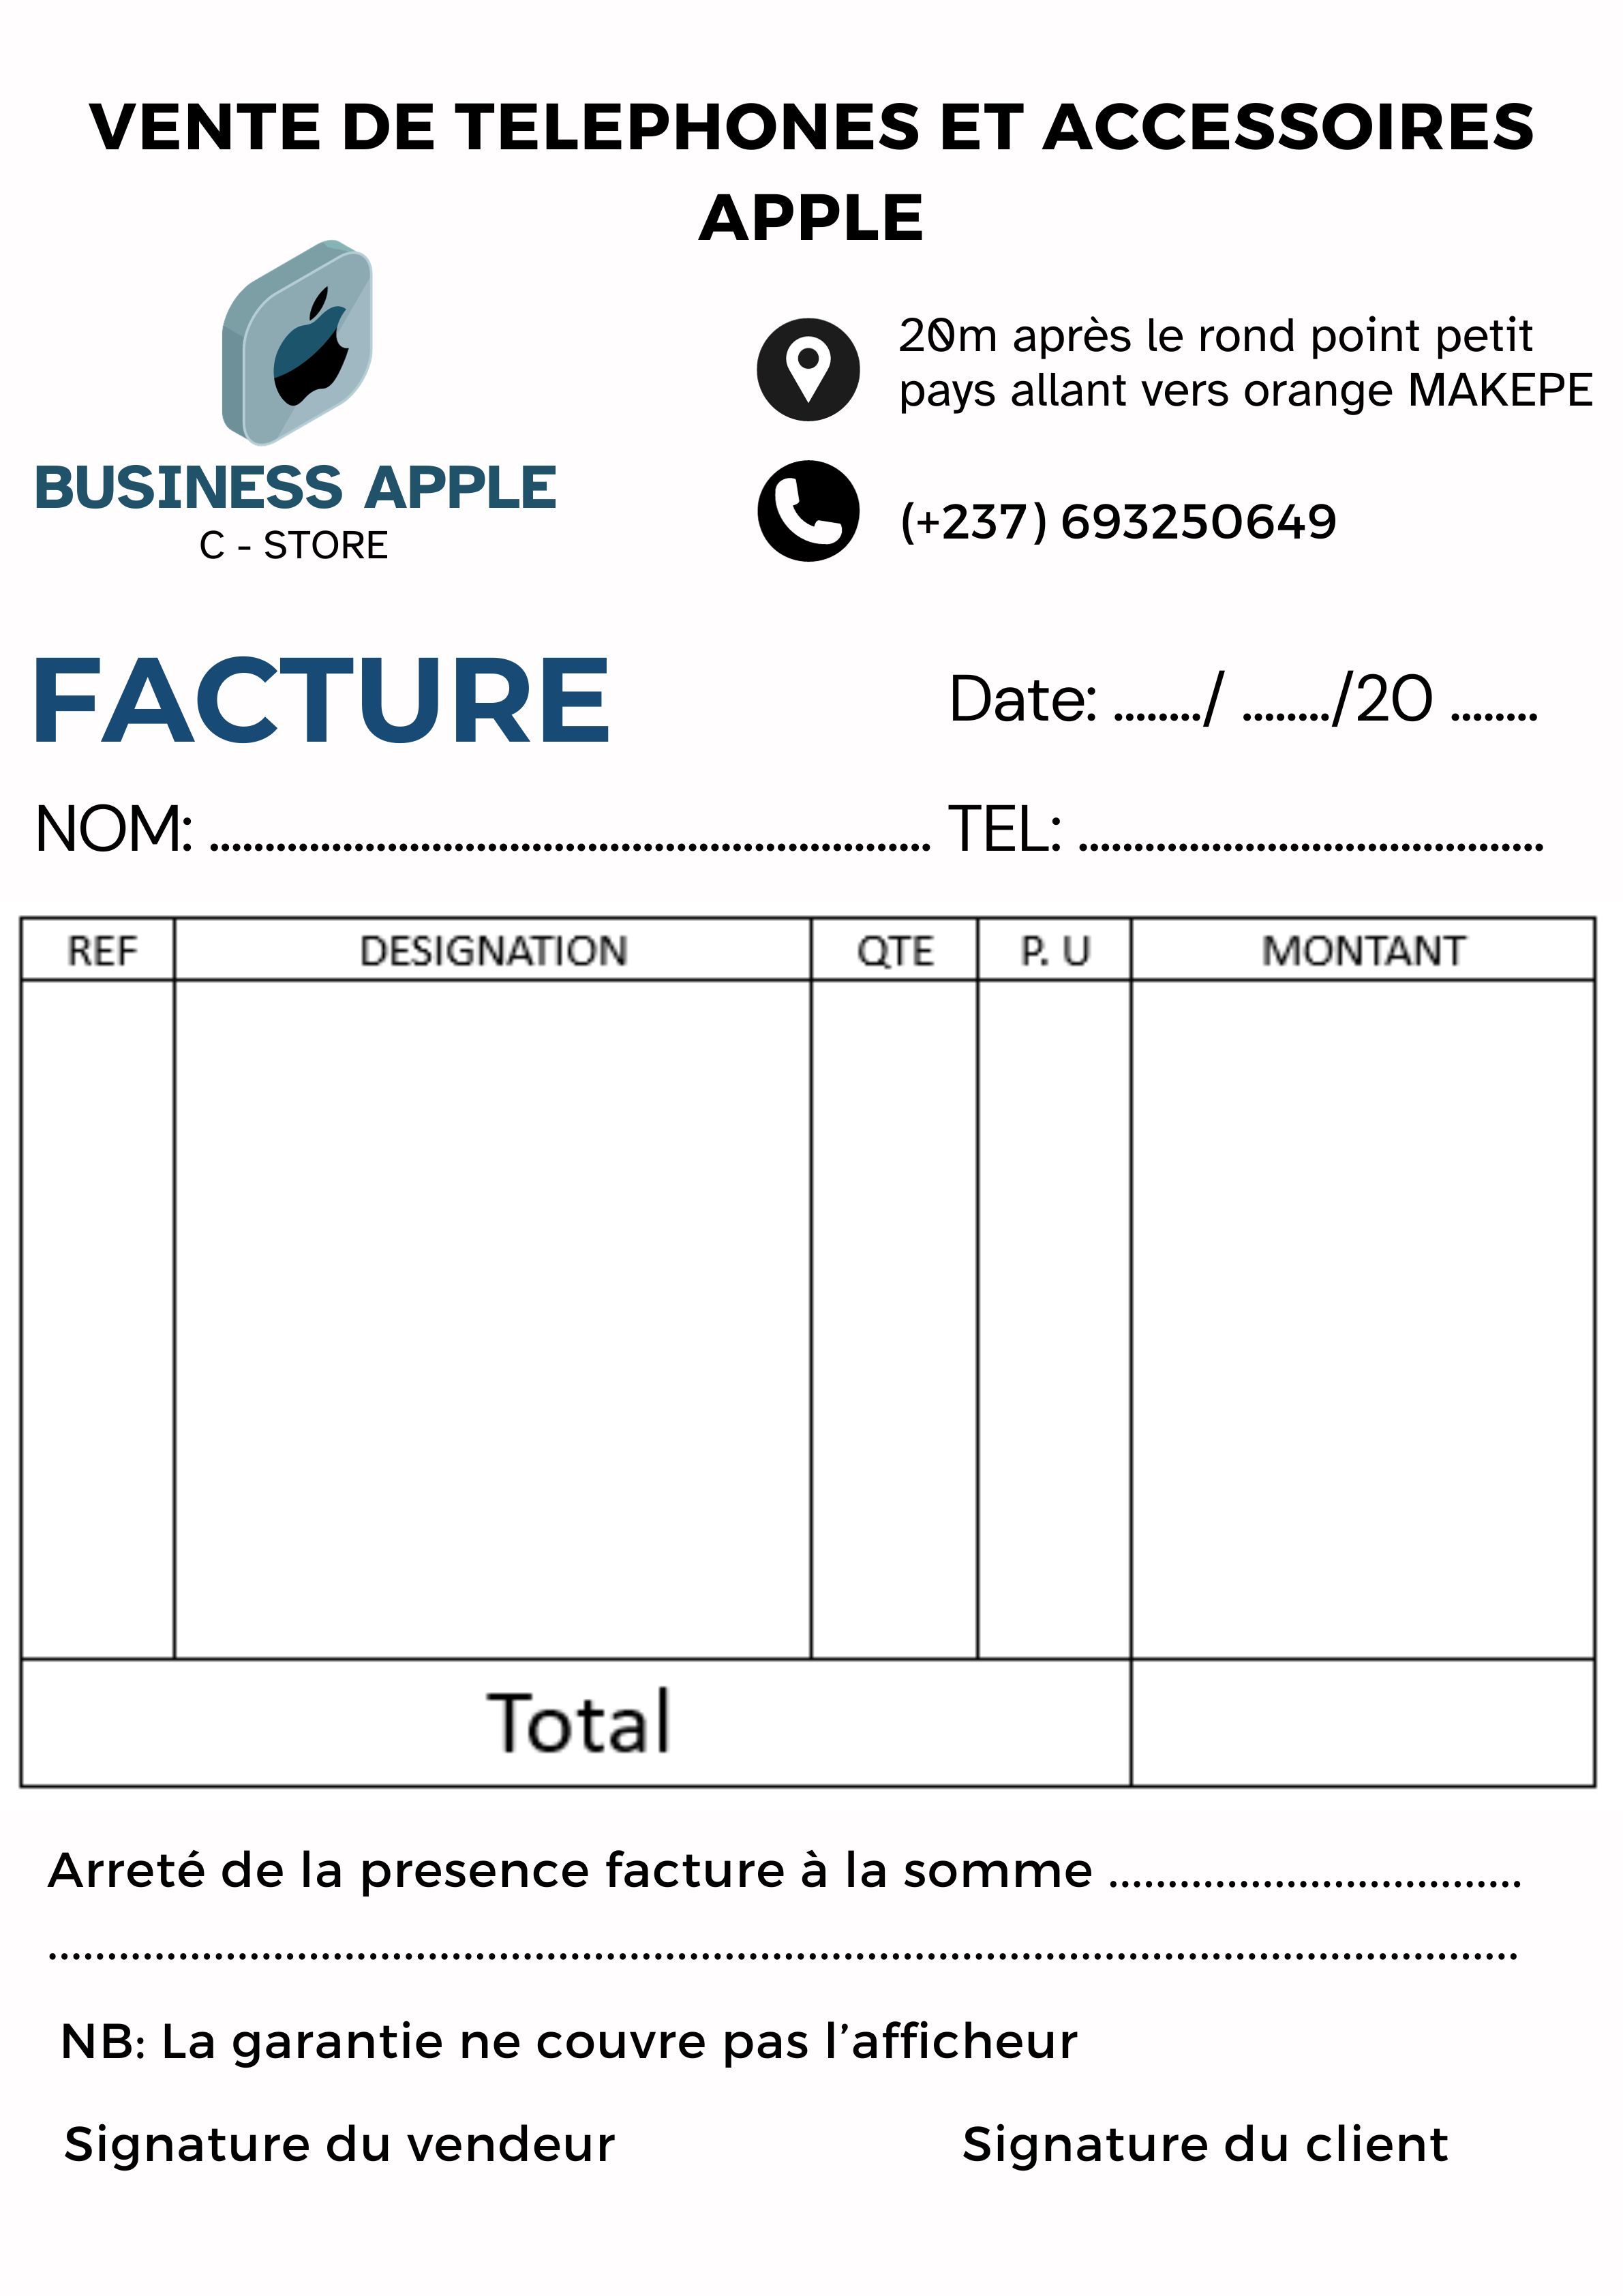 VENTE DE TELEPHONES ET ACCESSOIRES
APPLE
20m après le rond point petit
pays allant vers orange MAKEPE
BUSINESS APPLE
C - STORE
(+237) 693250649
FACTURE
Date: ......../ ......../20 ........
NOM: ................................................................. TEL: ..........................................
REF DESIGNATION QTE P. U MONTANT
Total
Arreté de la presence facture à la somme ...................................
.............................................................................................................................
NB: La garantie ne couvre pas l’afficheur
Signature du vendeur Signature du client